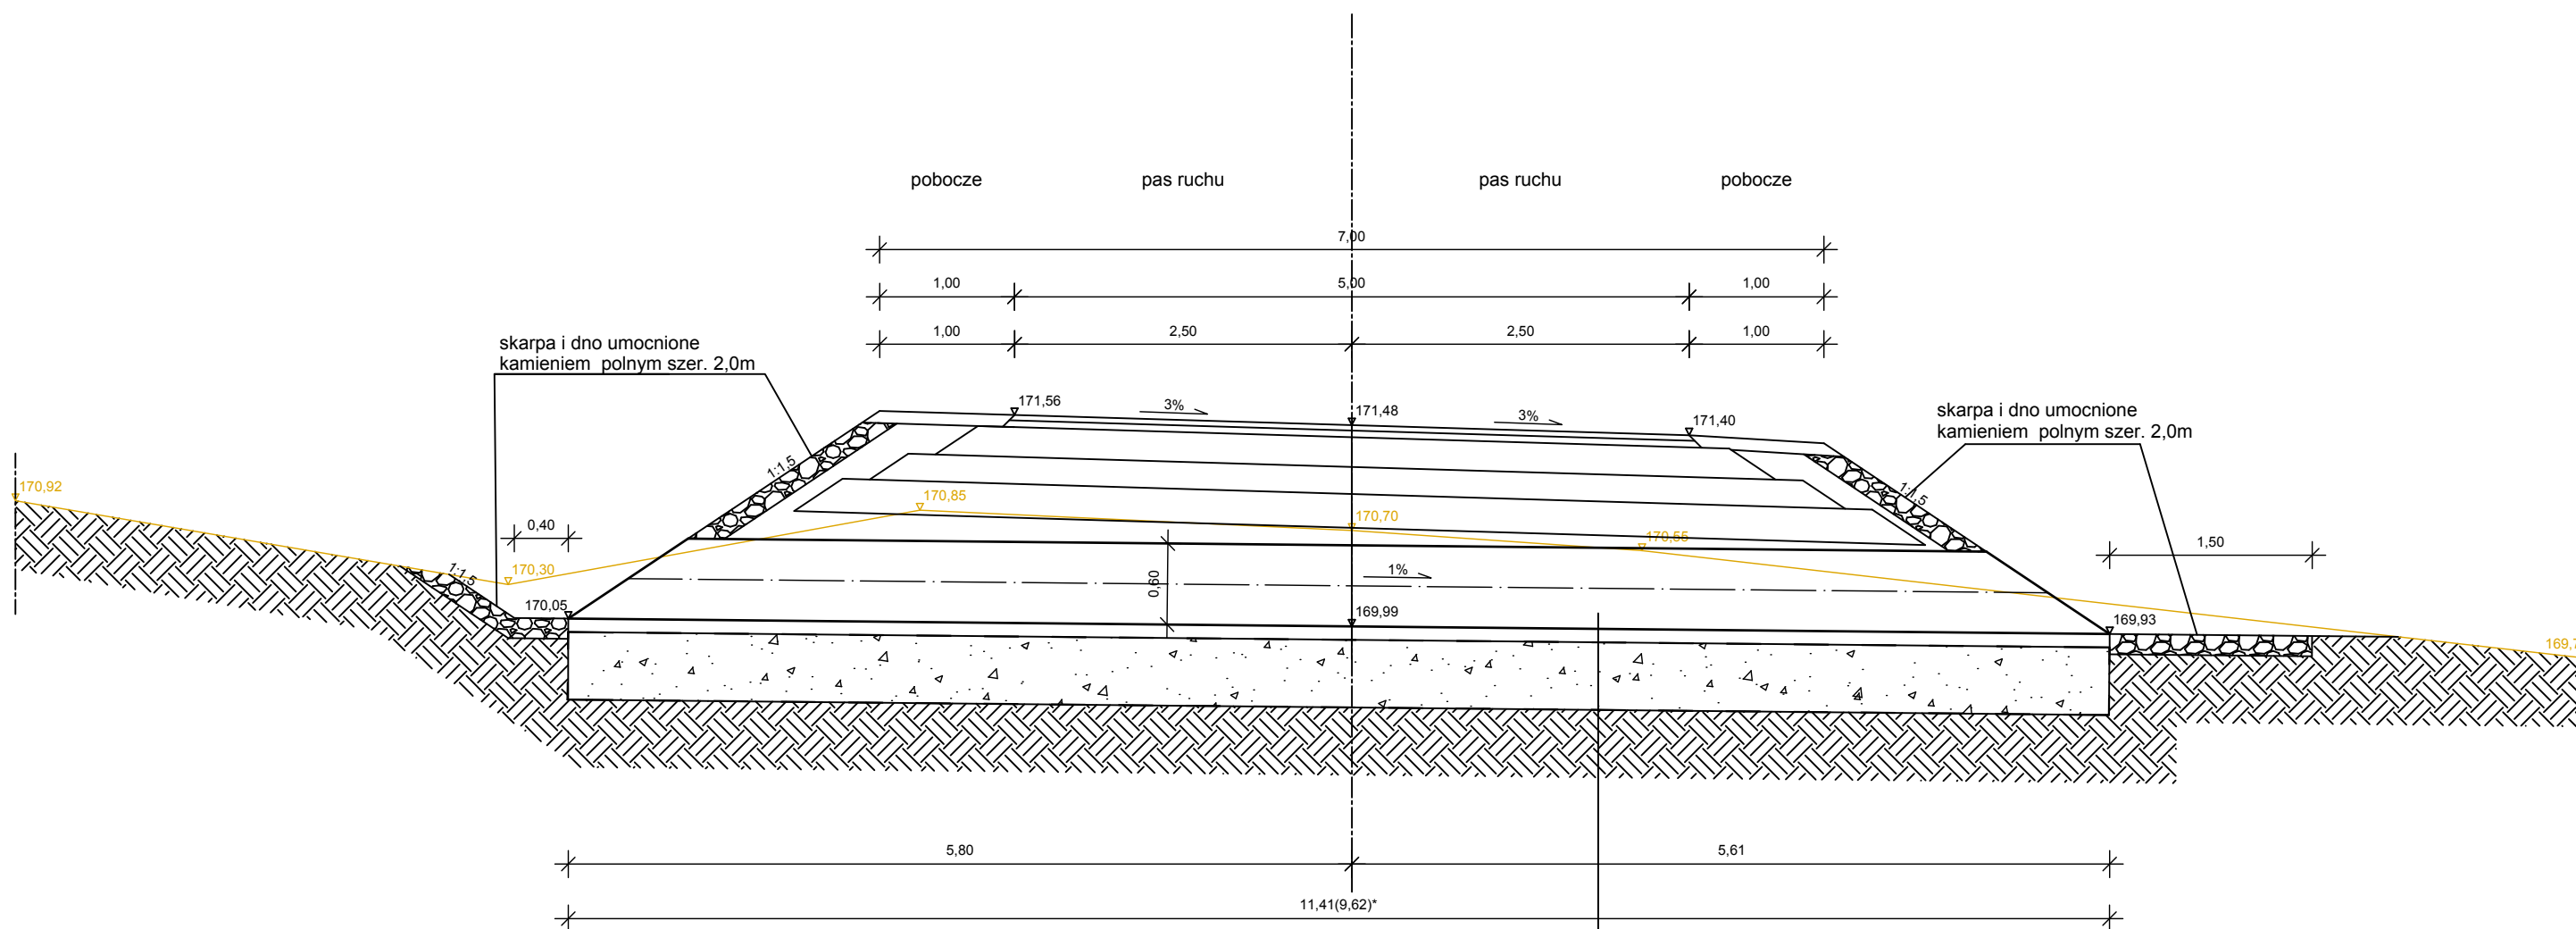 pobocze pas ruchu pas ruchu pobocze
7,00
1,00 5,00 1,00
1,00 2,50 2,50 1,00
skarpa i dno umocnione
kamieniem polnym szer. 2,0m
171,56 3% 171,48 3% 171,40
skarpa i dno umocnione
kamieniem polnym szer. 2,0m
1:1,5
1:1,5
170,92
170,85
170,70
170,55
0,40
1,50
1:1,5
170,30
0,60
1%
170,05
169,99
169,93
169,7
5,80 5,61
11,41(9,62)*